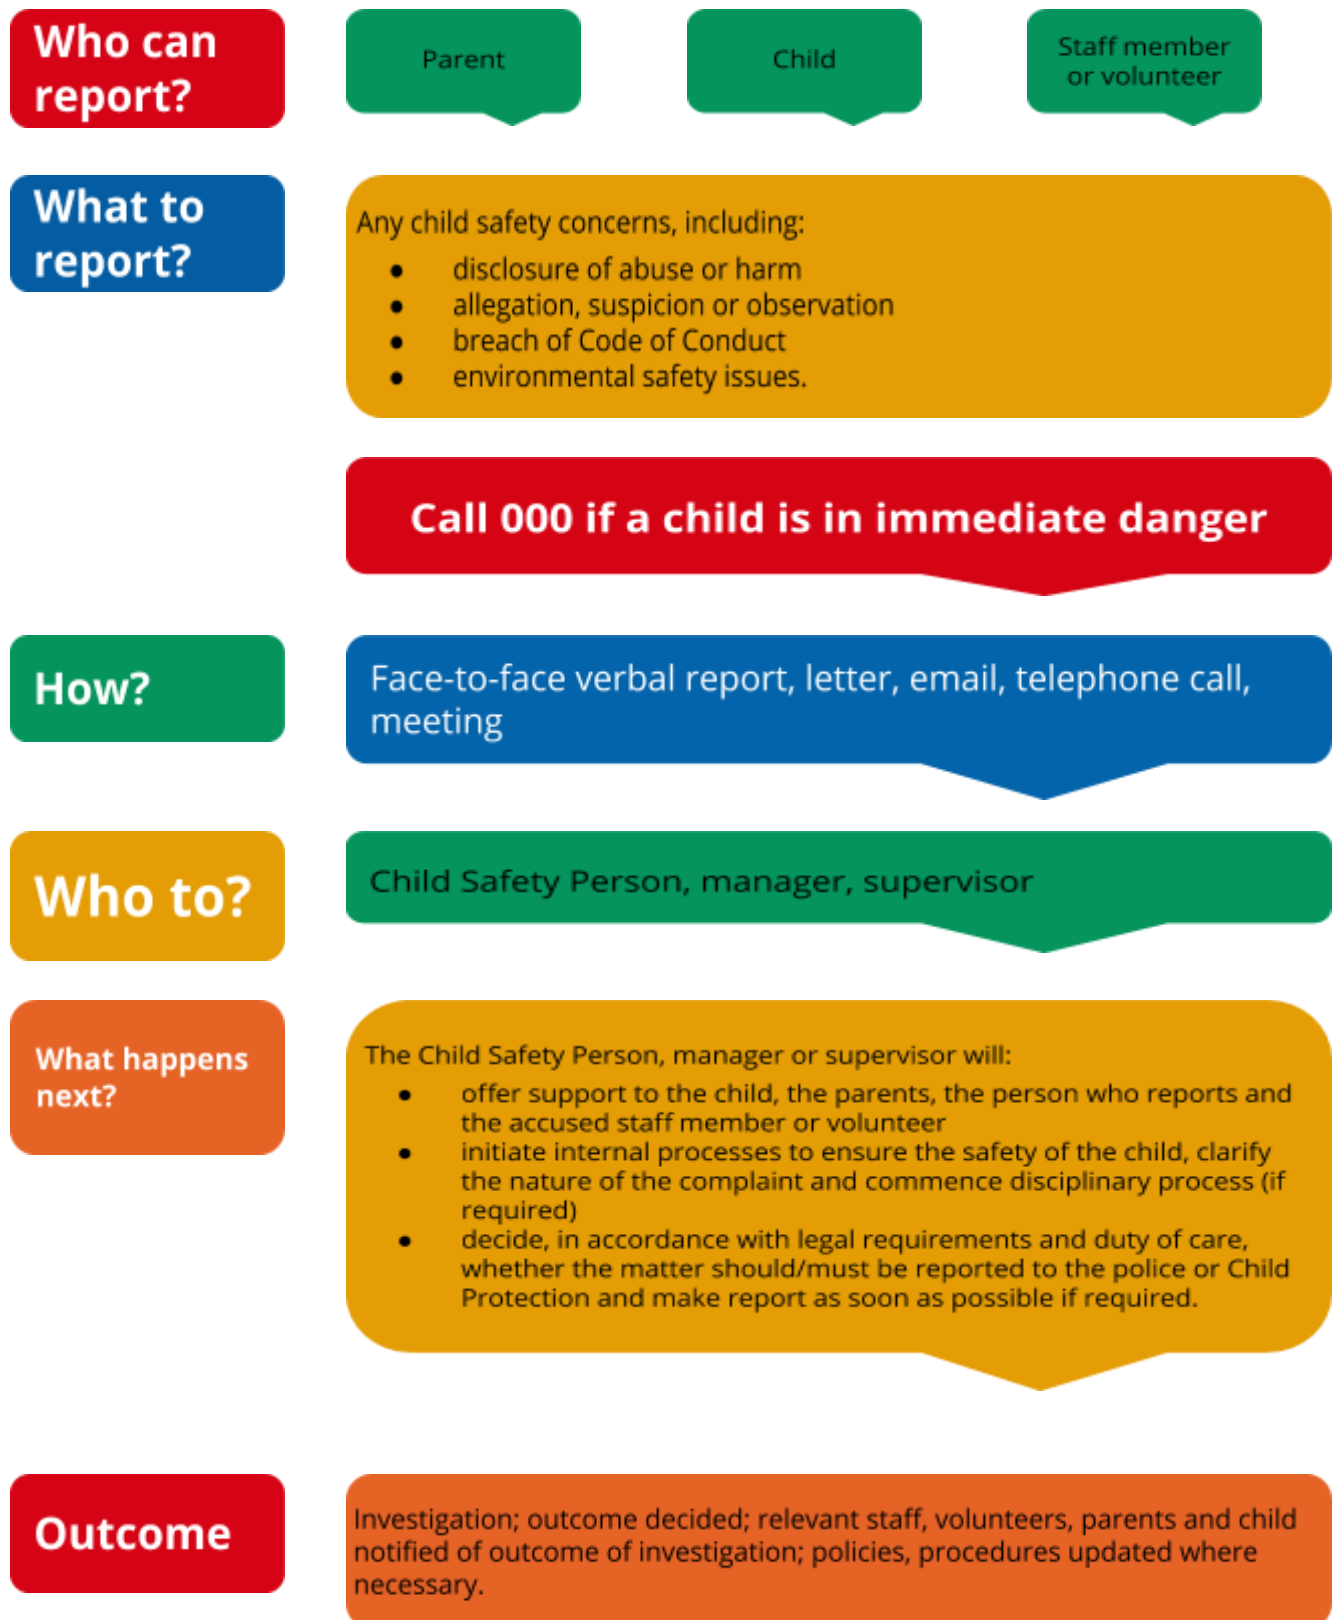 Who can
report?
Parent
Child
Staff member
or volunteer
What to
report?
Any child safety concerns, including:
● disclosure of abuse or harm
● allegation, suspicion or observation
● breach of Code of Conduct
● environmental safety issues.
Call 000 if a child is in immediate danger
How?
Face-to-face verbal report, letter, email, telephone call,
meeting
Who to?
Child Safety Person, manager, supervisor
What happens
next?
The Child Safety Person, manager or supervisor will:
● offer support to the child, the parents, the person who reports and
the accused staff member or volunteer
● initiate internal processes to ensure the safety of the child, clarify
the nature of the complaint and commence disciplinary process (if
required)
● decide, in accordance with legal requirements and duty of care,
whether the matter should/must be reported to the police or Child
Protection and make report as soon as possible if required.
Outcome
Investigation; outcome decided; relevant staff, volunteers, parents and child
notified of outcome of investigation; policies, procedures updated where
necessary.